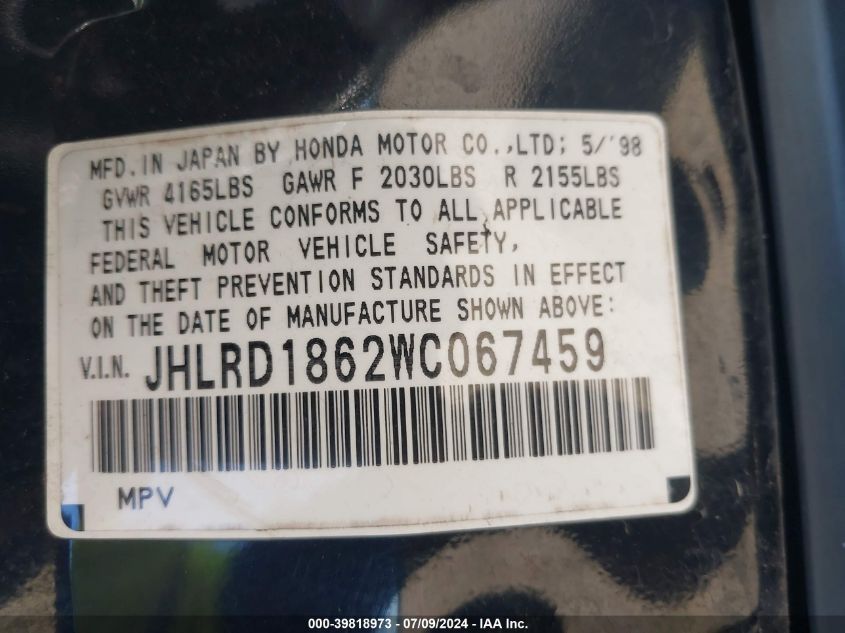 MFD. IN JAPAN BY HONDA MOTOR CO.,LTD; 5/'98
GVWR 4165LBS GAWR F 2030LBS R 2155LBS
THIS VEHICLE CONFORMS TO ALL APPLICABLE
FEDERAL MOTOR VEHICLE SAFETY,
AND THEFT PREVENTION STANDARDS IN EFFECT
ON THE DATE OF MANUFACTURE SHOWN ABOVE:
V.I.N. JHLRD1862WC067459
MPV
000-39818973 - 07/09/2024 - IAA Inc.